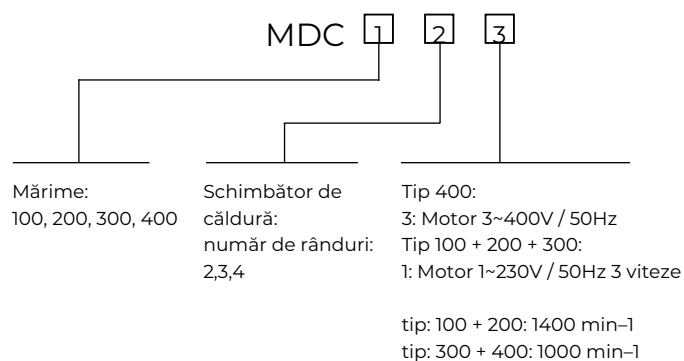 MDC 1 2 3
Mărime:
100, 200, 300, 400
Schimbător de
căldură:
număr de rânduri:
2,3,4
Tip 400:
3: Motor 3~400V / 50Hz
Tip 100 + 200 + 300:
1: Motor 1~230V / 50Hz 3 viteze
tip: 100 + 200: 1400 min–1
tip: 300 + 400: 1000 min–1